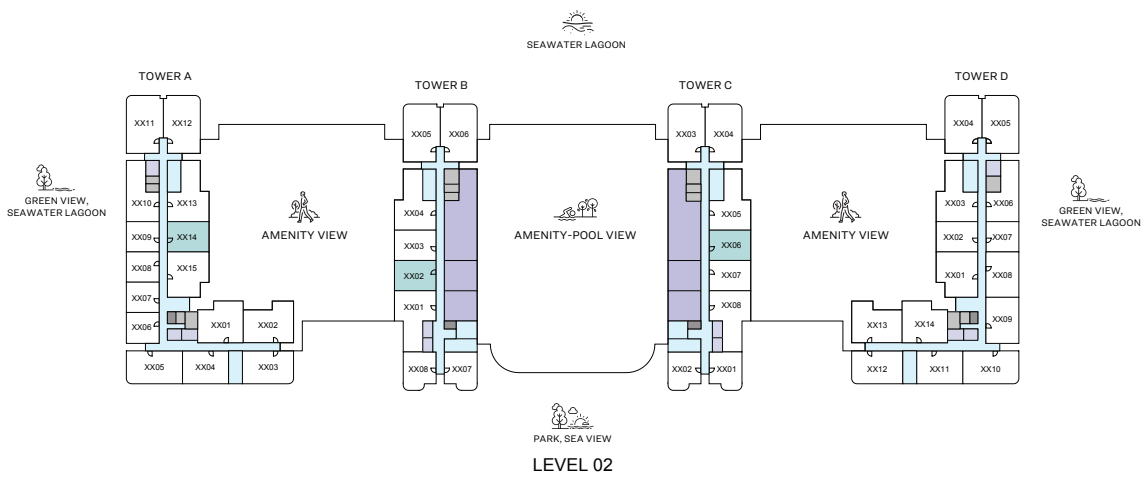 SEAWATER LAGOON
TOWER A
TOWER B
TOWER C
TOWER D
XX11 XX12
XX05 XX06
XX03 XX04
XX04 XX05
GREEN VIEW,
SEAWATER LAGOON
XX10 XX13
XX09 XX14
XX08 XX15
XX07
XX06
XX01 XX02
XX05 XX04 XX03
AMENITY VIEW
XX04
XX03
XX02
XX01
XX08 XX07
AMENITY-POOL VIEW
XX05
XX06
XX07
XX08
XX02 XX01
AMENITY VIEW
XX03 XX06
XX02 XX07
XX01 XX08
XX09
XX13 XX14
XX12 XX11 XX10
GREEN VIEW,
SEAWATER LAGOON
PARK, SEA VIEW
LEVEL 02